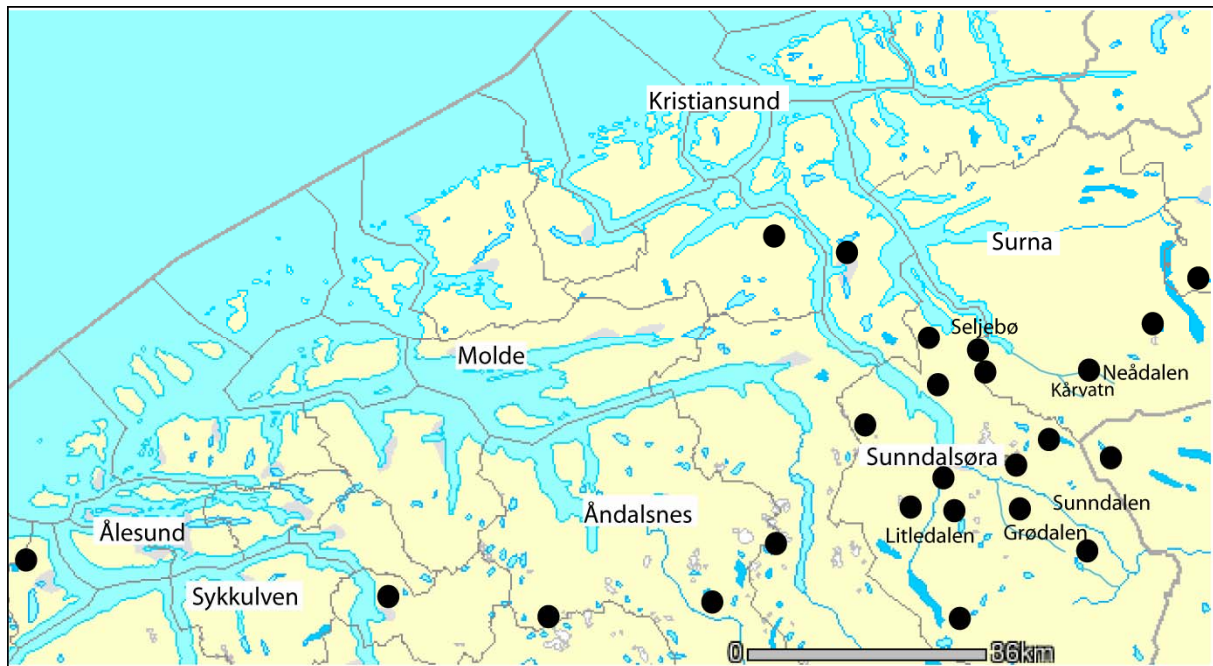 Kristiansund
Surna
Seljebø
Molde
Neådalen
Kårvatn
Sunndalsøra
Sunndalen
Åndalsnes
Grødalen
Litledalen
Ålesund
Sykkulven
0 36km